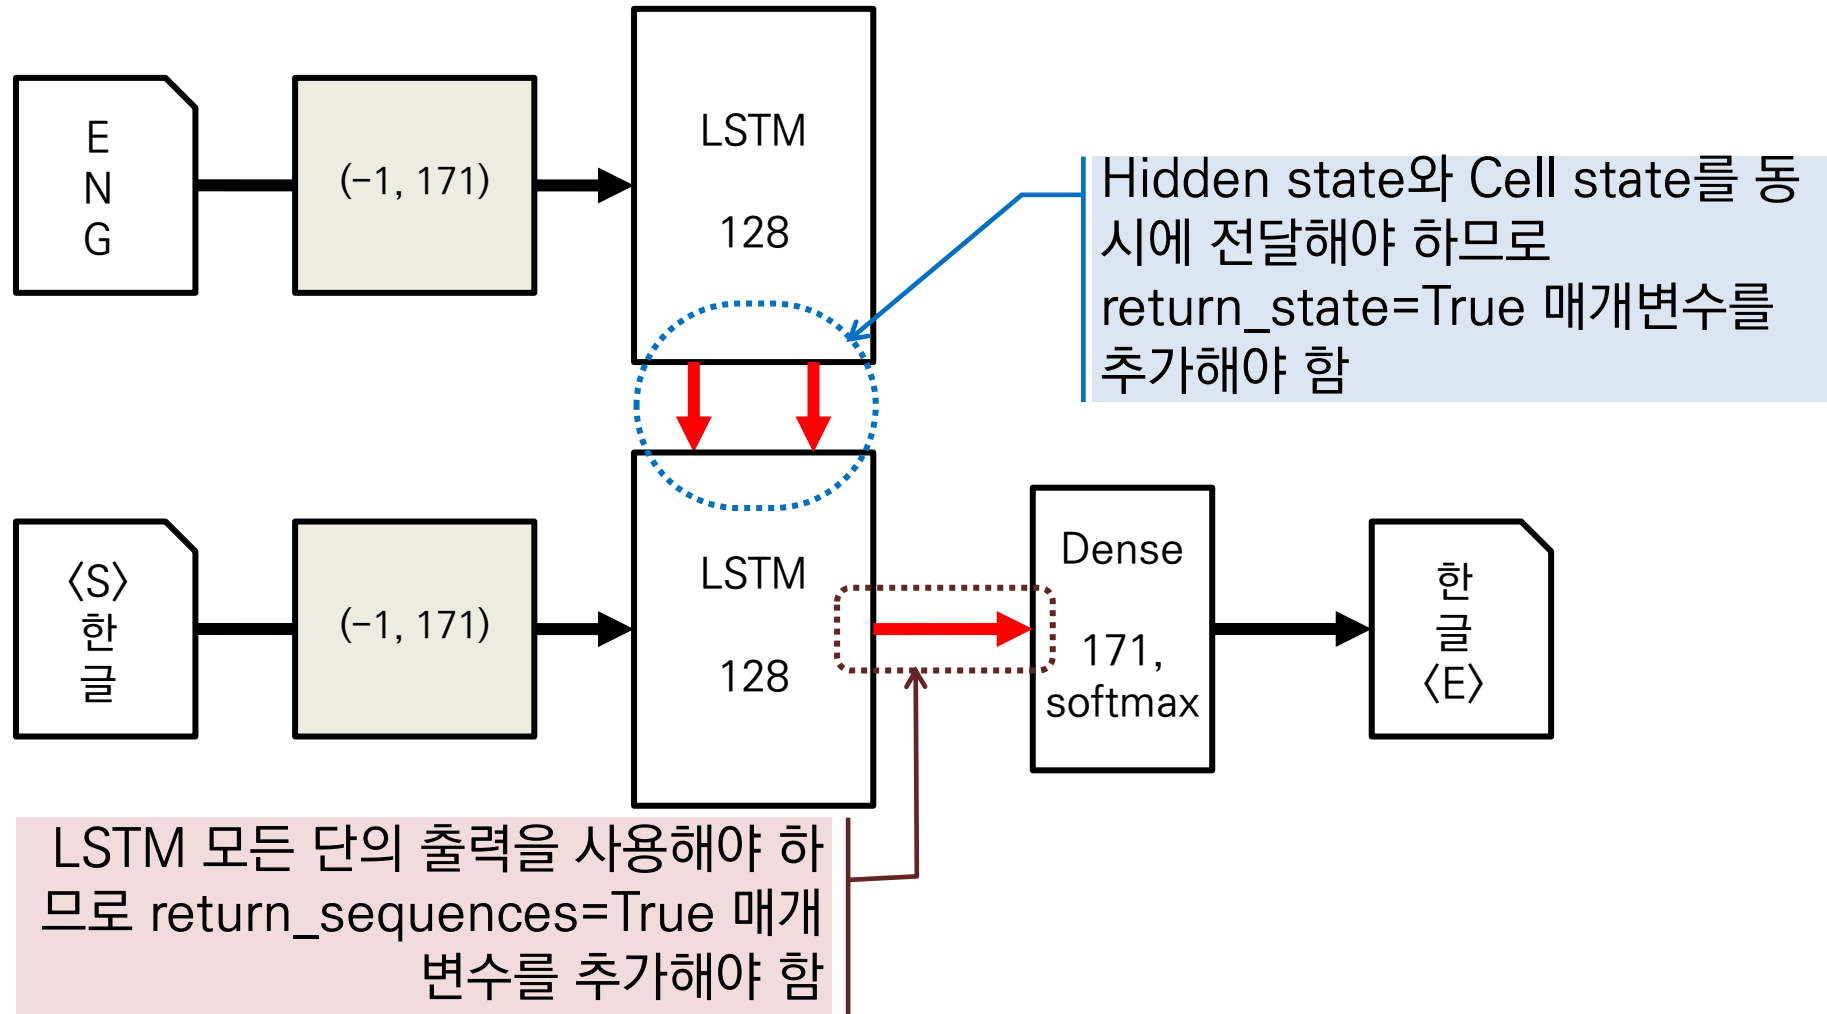 E
N
G
(-1, 171)
LSTM
128
Hidden state와 Cell state를 동
시에 전달해야 하므로
return_state=True 매개변수를
추가해야 함
〈S〉
한
글
(-1, 171)
LSTM
128
Dense
171,
softmax
한
글
〈E〉
LSTM 모든 단의 출력을 사용해야 하
므로 return_sequences=True 매개
변수를 추가해야 함